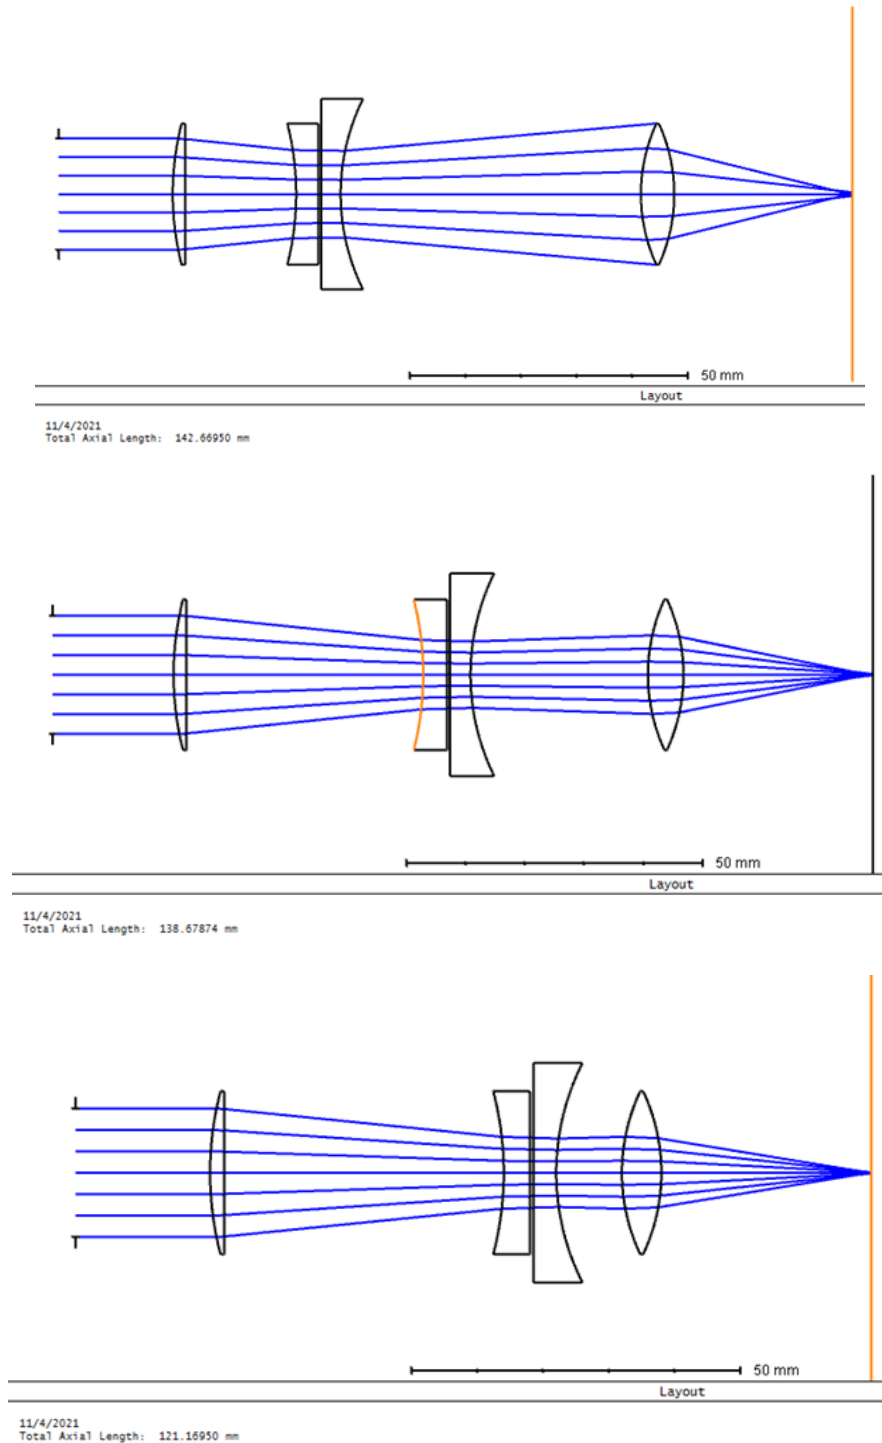 50 mm
Layout
11/4/2021
Total Axial Length:  142.66950 mm
50 mm
Layout
11/4/2021
Total Axial Length:  138.67874 mm
50 mm
Layout
11/4/2021
Total Axial Length:  121.16950 mm